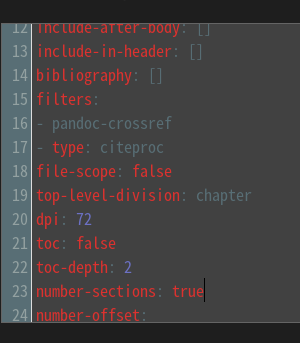 12 include-after-body: []
13 include-in-header: []
14 bibliography: []
15 filters:
16 - pandoc-crossref
17 - type: citeproc
18 file-scope: false
19 top-level-division: chapter
20 dpi: 72
21 toc: false
22 toc-depth: 2
23 number-sections: true
24 number-offset: